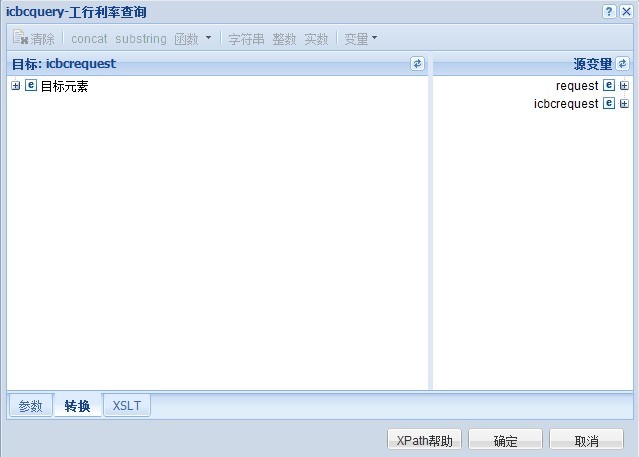 icbcquery-工行利率查询
清除 concat substring 函数 字符串 整数 实数 变量
目标: icbcrequest 源变量
目标元素 request
icbcrequest
参数 转换 XSLT
XPath帮助 确定 取消